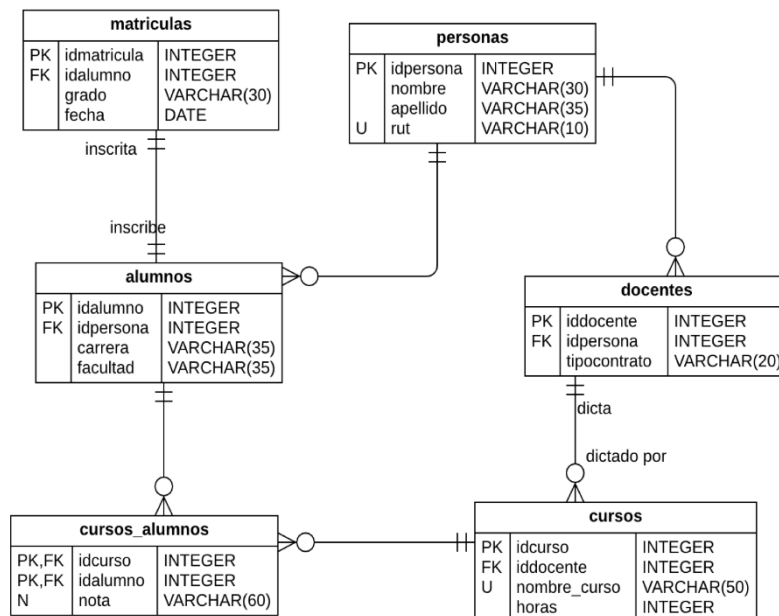 matriculas
PK idmatricula INTEGER
FK idalumno INTEGER
grado VARCHAR(30)
fecha DATE
personas
PK idpersona INTEGER
nombre VARCHAR(30)
apellido VARCHAR(35)
U rut VARCHAR(10)
inscrita
inscribe
alumnos
PK idalumno INTEGER
FK idpersona INTEGER
carrera VARCHAR(35)
facultad VARCHAR(35)
docentes
PK iddocente INTEGER
FK idpersona INTEGER
tipocontrato VARCHAR(20)
dicta
dictado por
cursos_alumnos
PK,FK idcurso INTEGER
PK,FK idalumno INTEGER
N nota VARCHAR(60)
cursos
PK idcurso INTEGER
FK iddocente INTEGER
U nombre_curso VARCHAR(50)
horas INTEGER